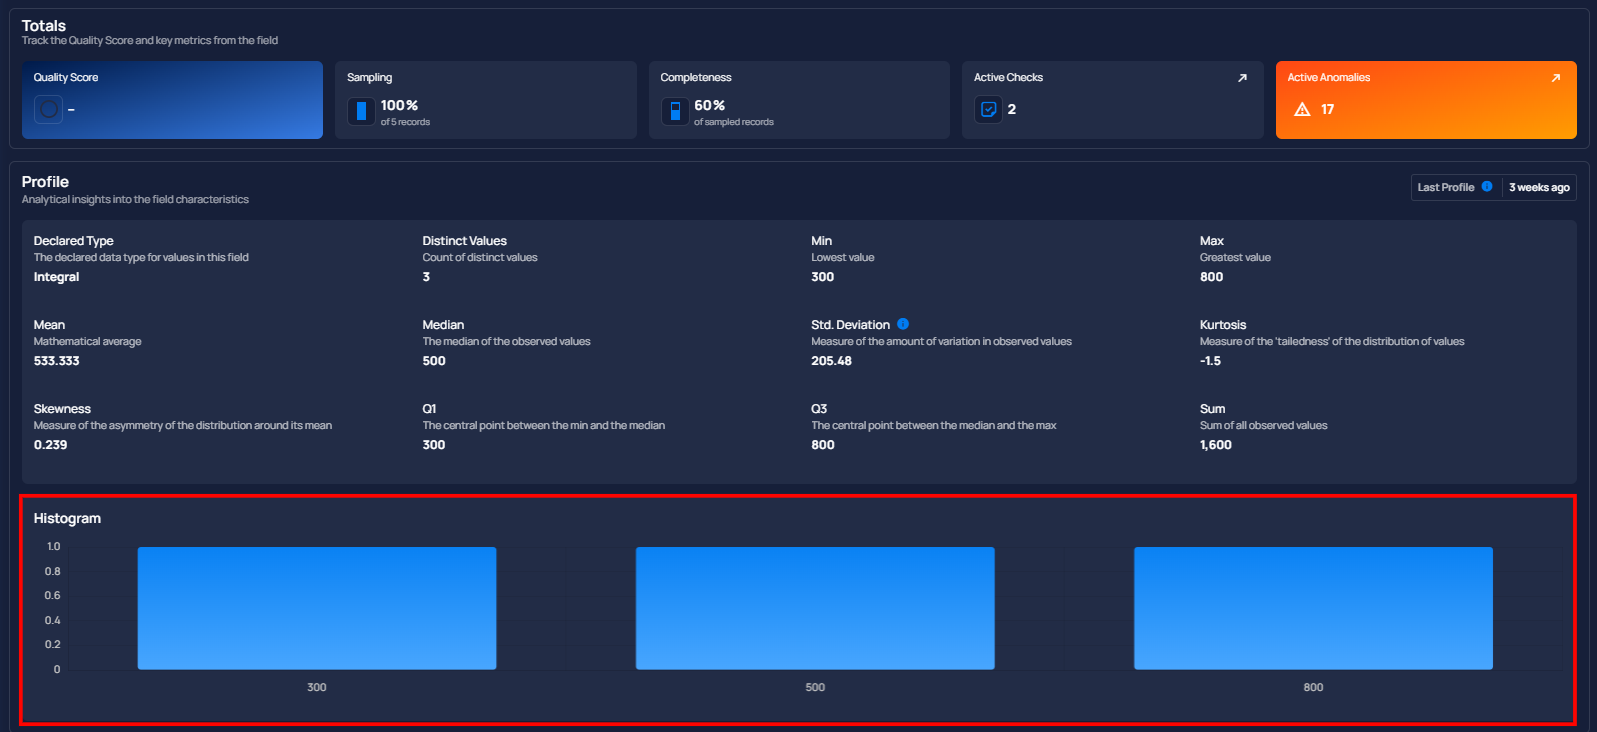 Totals
Track the Quality Score and key metrics from the field
Quality Score
–
Sampling
100%
of 5 records
Completeness
60%
of sampled records
Active Checks
2
Active Anomalies
17
Profile
Analytical insights into the field characteristics
Last Profile 3 weeks ago
Declared Type
The declared data type for values in this field
Integral
Distinct Values
Count of distinct values
3
Min
Lowest value
300
Max
Greatest value
800
Mean
Mathematical average
533.333
Median
The median of the observed values
500
Std. Deviation
Measure of the amount of variation in observed values
205.48
Kurtosis
Measure of the 'tailedness' of the distribution of values
-1.5
Skewness
Measure of the asymmetry of the distribution around its mean
0.239
Q1
The central point between the min and the median
300
Q3
The central point between the median and the max
800
Sum
Sum of all observed values
1,600
Histogram
1.0
0.8
0.6
0.4
0.2
0
300 500 800